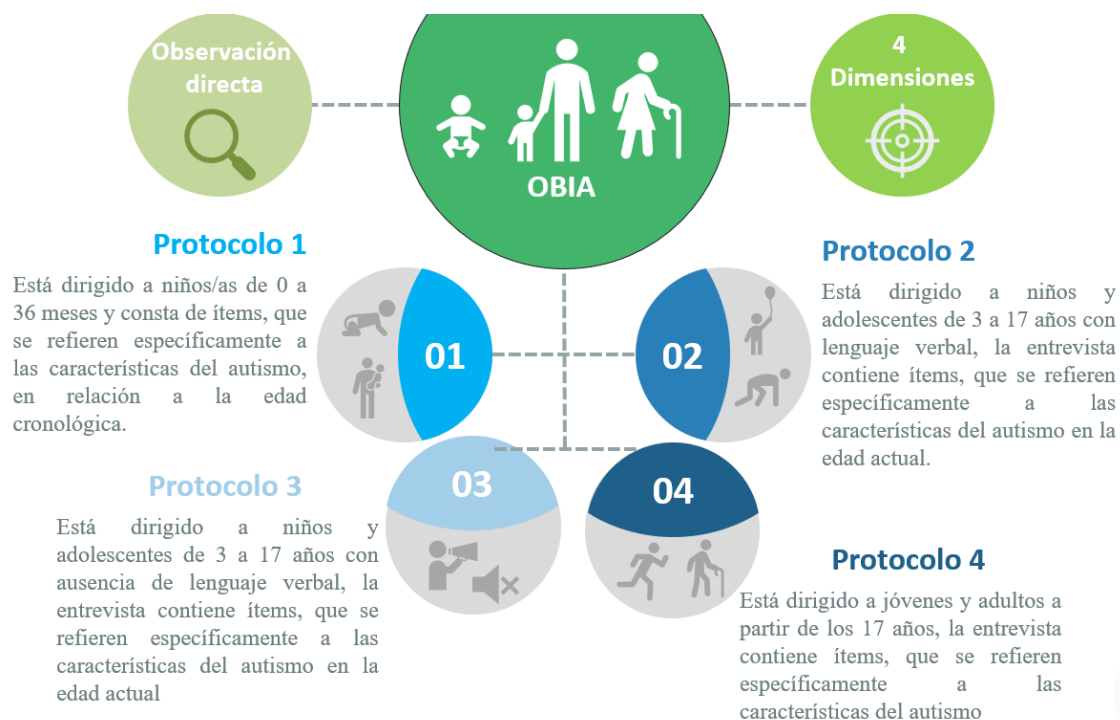 Observación
directa
OBIA
4
Dimensiones
Protocolo 1
Está dirigido a niños/as de 0 a
36 meses y consta de ítems, que
se refieren específicamente a
las características del autismo,
en relación a la edad
cronológica.
01
02
Protocolo 2
Está dirigido a niños y
adolescentes de 3 a 17 años con
lenguaje verbal, la entrevista
contiene ítems, que se refieren
específicamente a las
características del autismo en la
edad actual.
Protocolo 3
Está dirigido a niños y
adolescentes de 3 a 17 años con
ausencia de lenguaje verbal, la
entrevista contiene ítems, que se
refieren específicamente a las
características del autismo en la
edad actual
03
04
Protocolo 4
Está dirigido a jóvenes y adultos a
partir de los 17 años, la entrevista
contiene ítems, que se refieren
específicamente a las
características del autismo